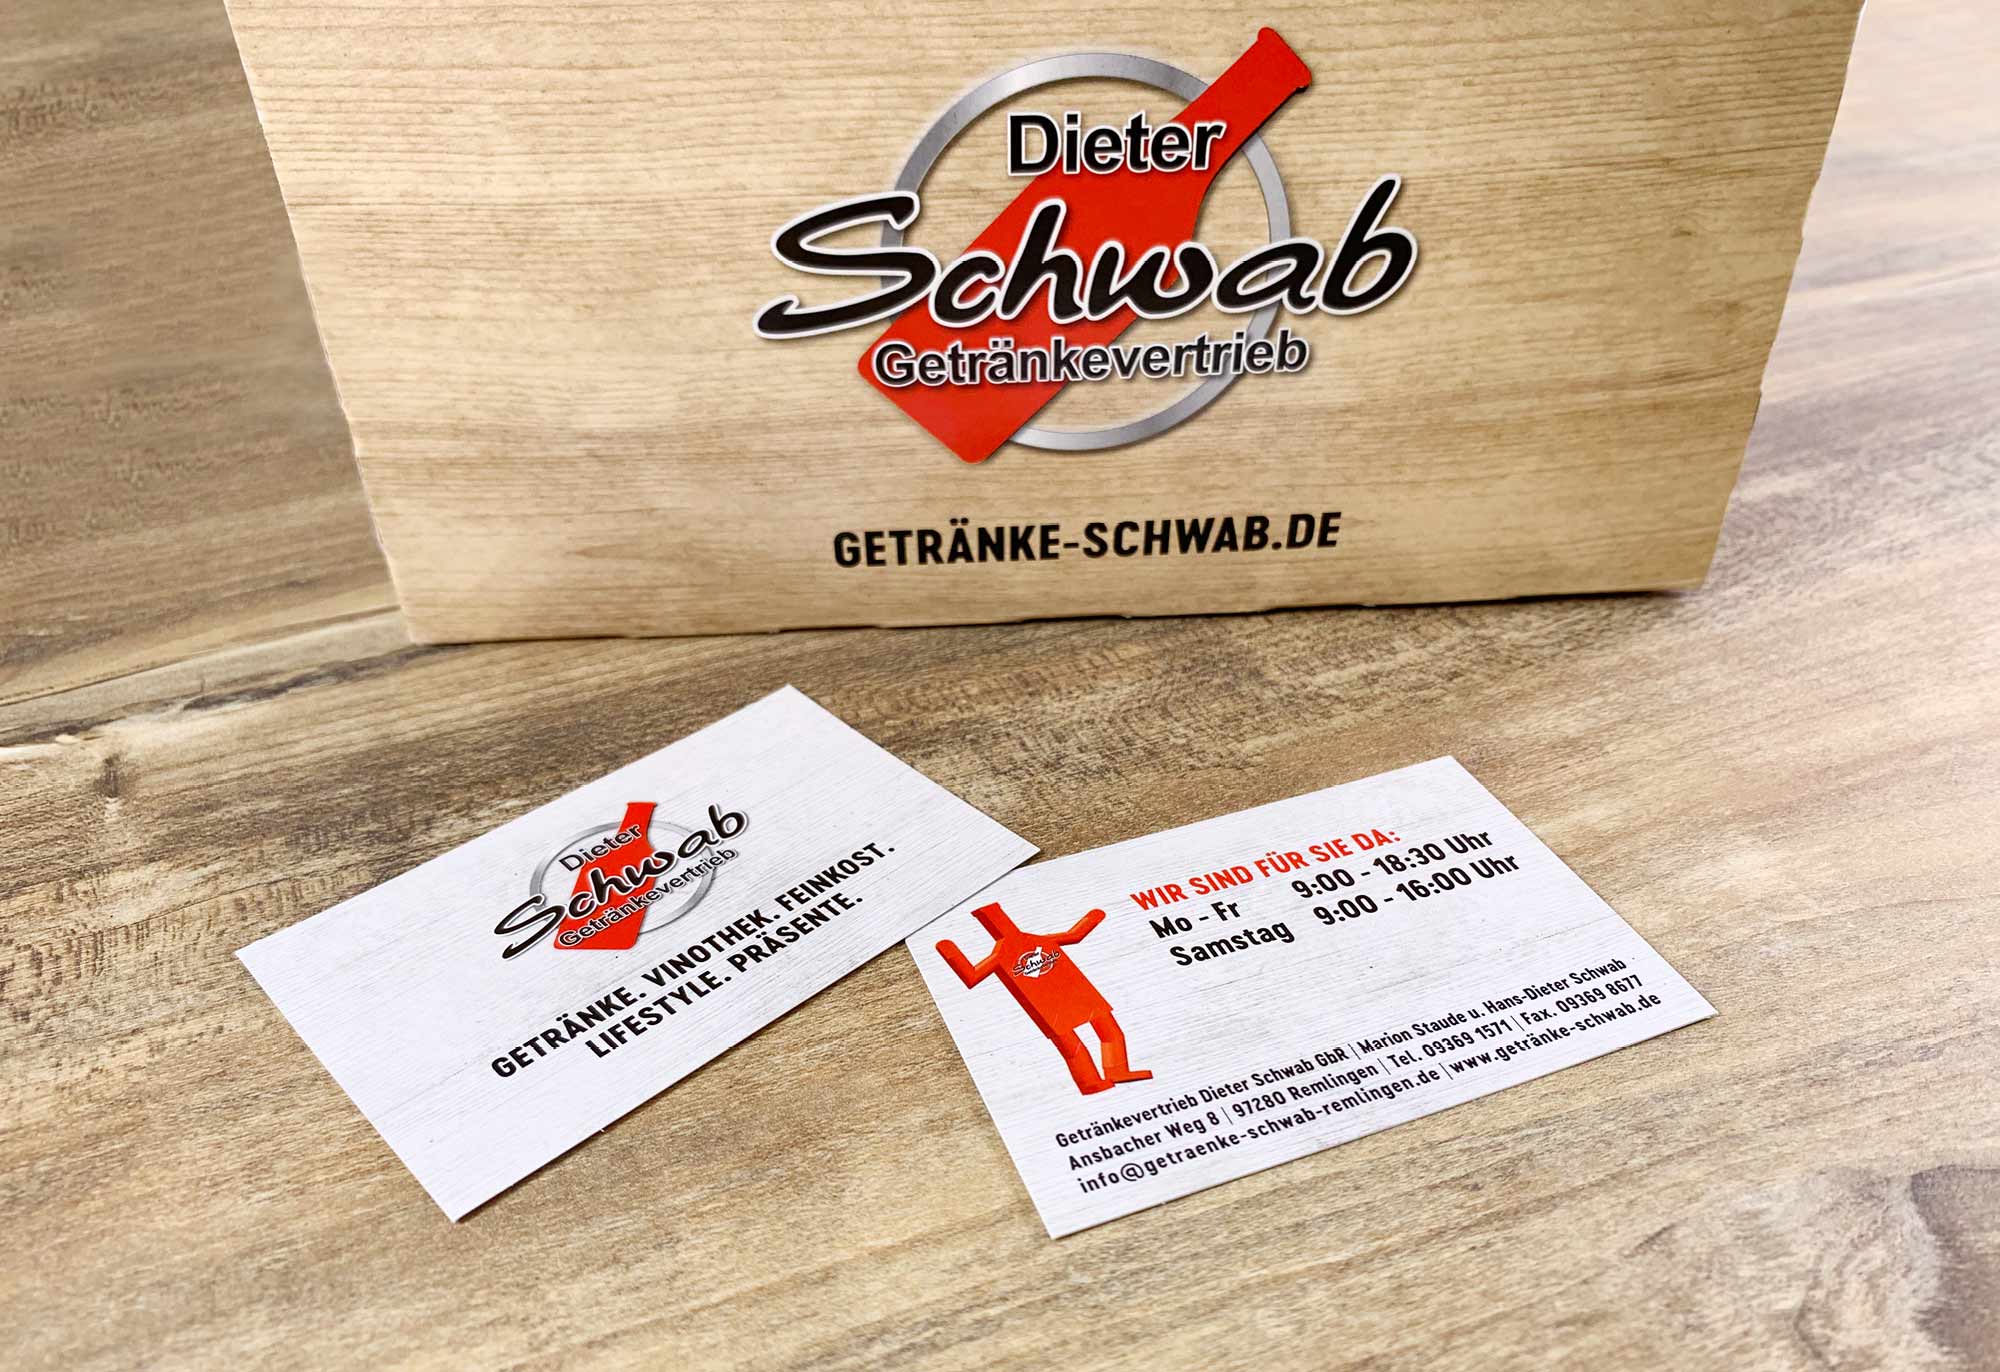 Dieter
Schwab
Getränkevertrieb
GETRÄNKE-SCHWAB.DE
Dieter
Schwab
Getränkevertrieb
GETRÄNKE. VINOTHEK. FEINKOST.
LIFESTYLE. PRÄSENTE.
WIR SIND FÜR SIE DA:
Mo - Fr 9:00 - 18:30 Uhr
Samstag 9:00 - 16:00 Uhr
Schwab
Getränkevertrieb Dieter Schwab GbR | Marion Staude u. Hans-Dieter Schwab
Ansbacher Weg 8 | 97280 Remlingen | Tel. 09369 1571 | Fax. 09369 8677
info@getraenke-schwab-remlingen.de | www.getränke-schwab.de